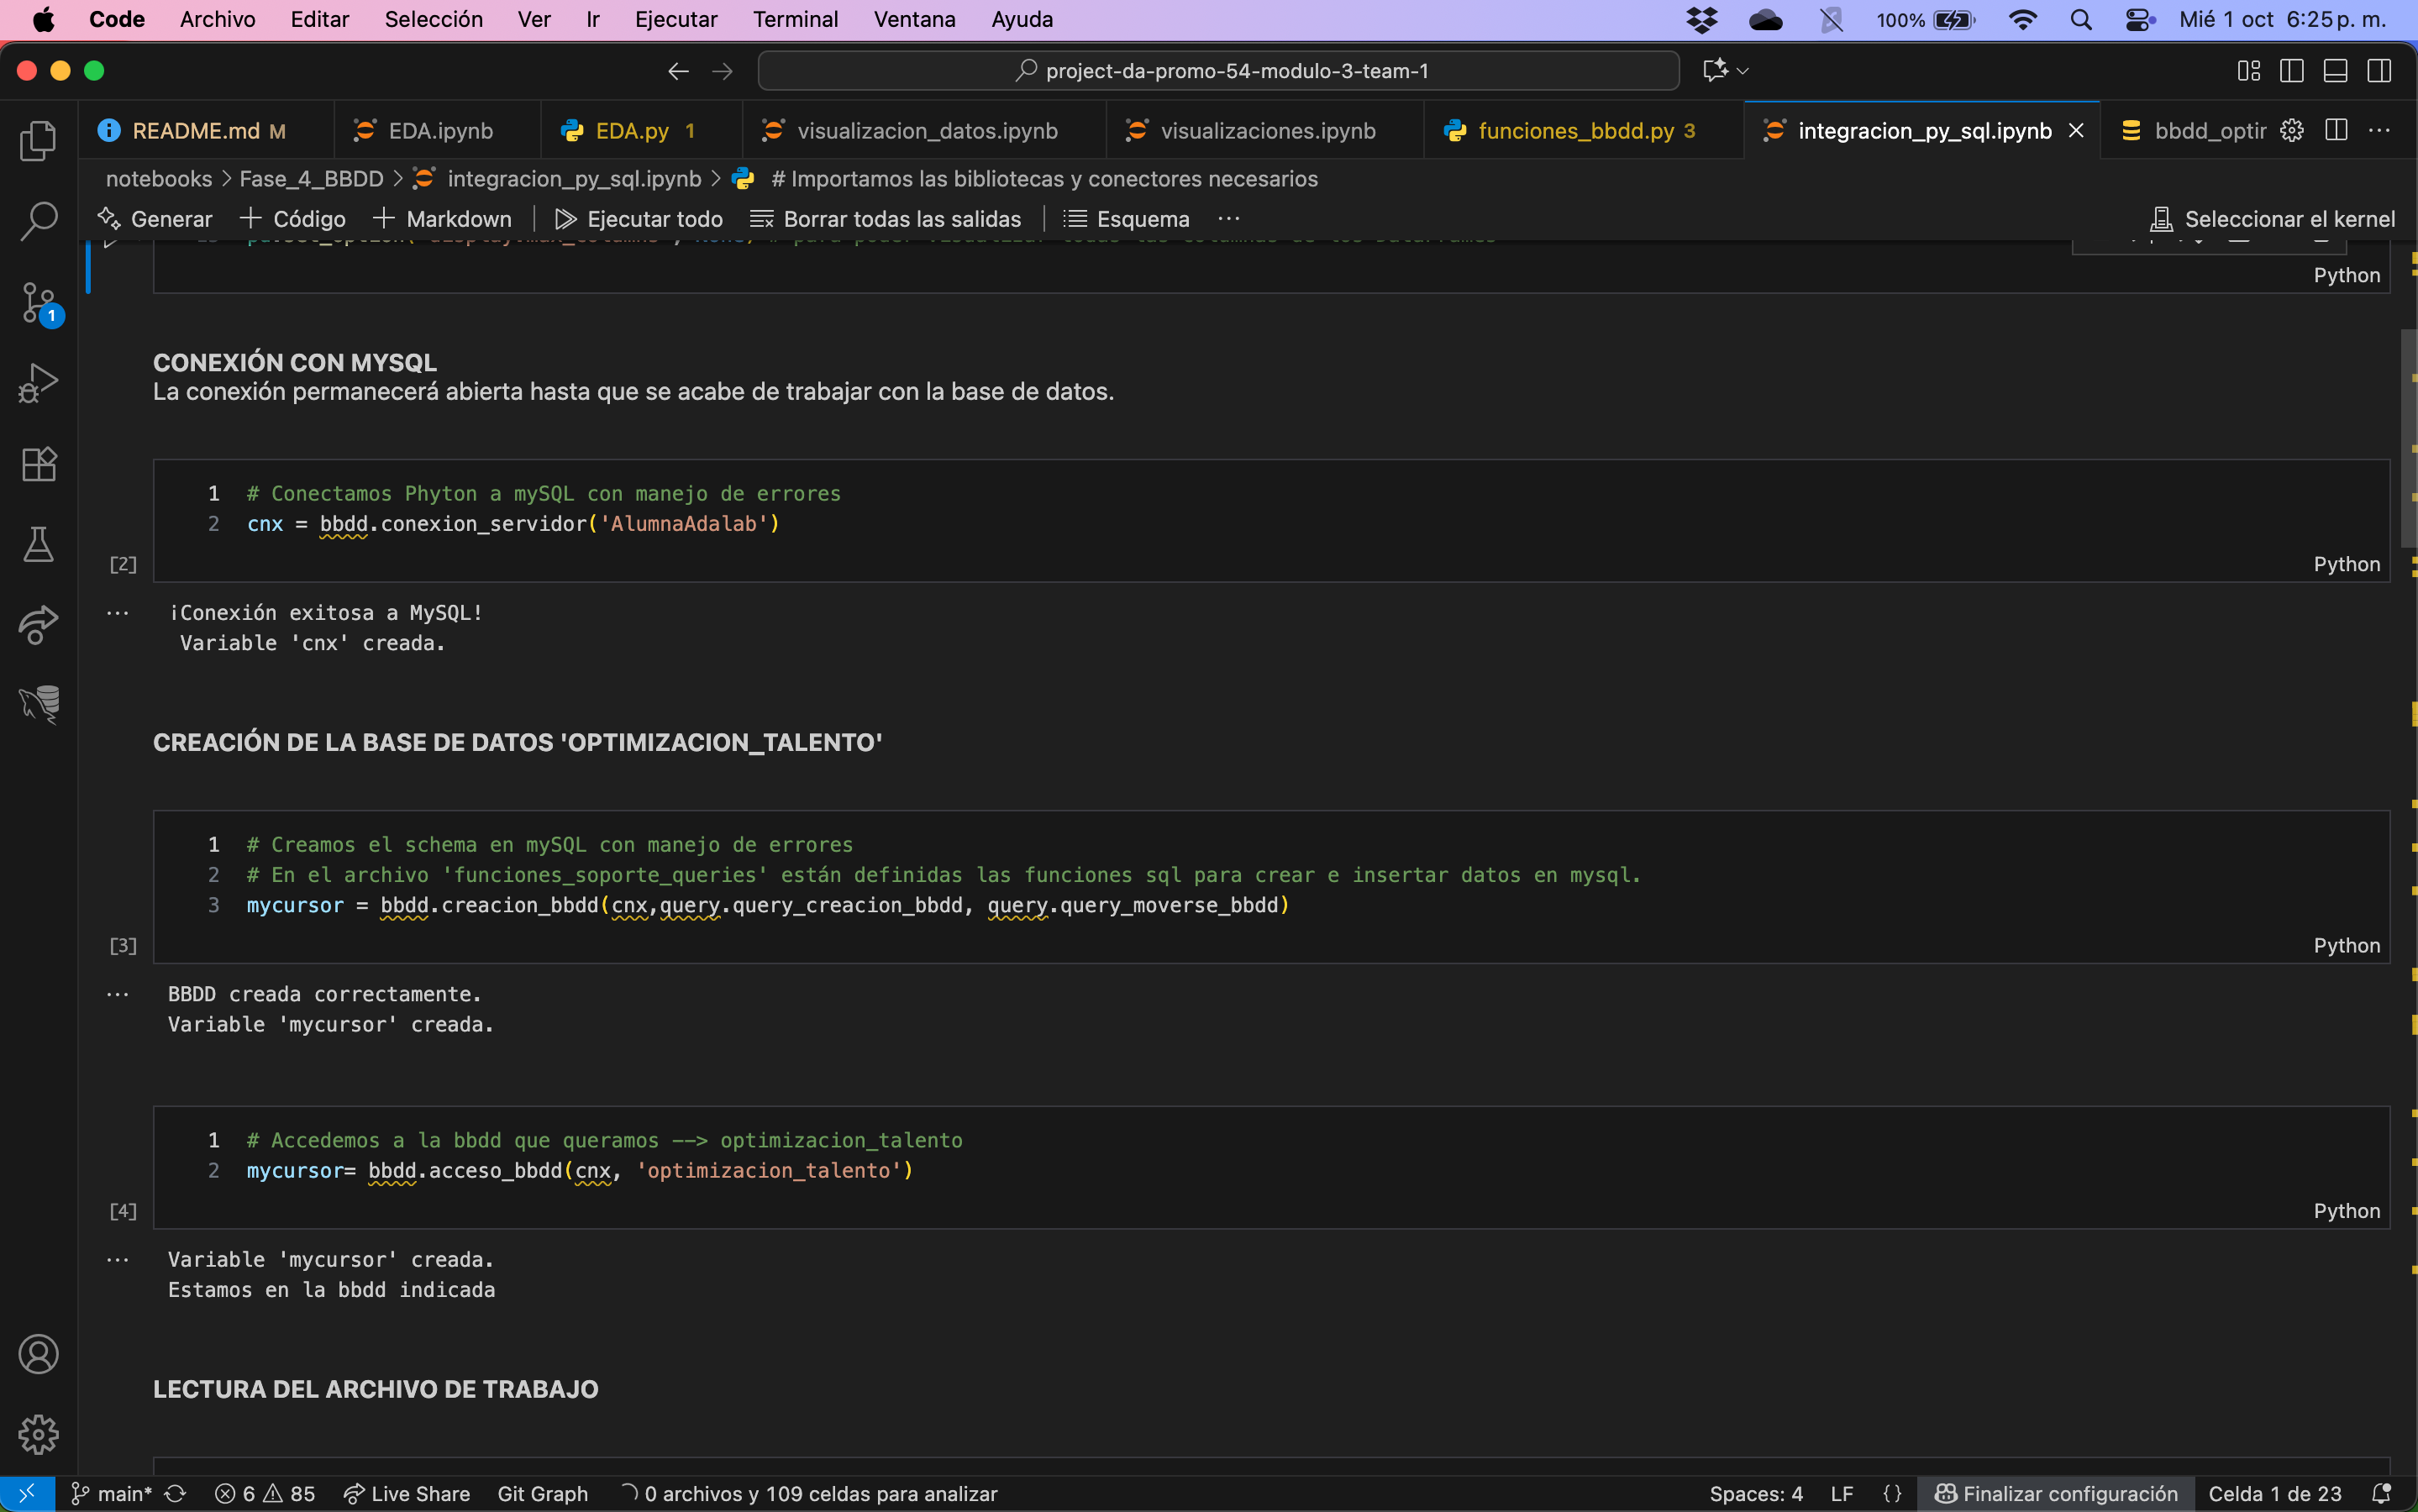 Code Archivo Editar Selección Ver Ir Ejecutar Terminal Ventana Ayuda 100% Mié 1 oct 6:25 p. m.
project-da-promo-54-modulo-3-team-1
README.md M EDA.ipynb EDA.py 1 visualizacion_datos.ipynb visualizaciones.ipynb funciones_bbdd.py 3 integracion_py_sql.ipynb bbdd_optir
notebooks > Fase_4_BBDD > integracion_py_sql.ipynb > # Importamos las bibliotecas y conectores necesarios
Generar + Código + Markdown Ejecutar todo Borrar todas las salidas Esquema ... Seleccionar el kernel
Python
CONEXIÓN CON MYSQL
La conexión permanecerá abierta hasta que se acabe de trabajar con la base de datos.
1 # Conectamos Phyton a mySQL con manejo de errores
2 cnx = bbdd.conexion_servidor('AlumnaAdalab')
[2] Python
... ¡Conexión exitosa a MySQL!
Variable 'cnx' creada.
CREACIÓN DE LA BASE DE DATOS 'OPTIMIZACION_TALENTO'
1 # Creamos el schema en mySQL con manejo de errores
2 # En el archivo 'funciones_soporte_queries' están definidas las funciones sql para crear e insertar datos en mysql.
3 mycursor = bbdd.creacion_bbdd(cnx,query.query_creacion_bbdd, query.query_moverse_bbdd)
[3] Python
... BBDD creada correctamente.
Variable 'mycursor' creada.
1 # Accedemos a la bbdd que queramos --> optimizacion_talento
2 mycursor= bbdd.acceso_bbdd(cnx, 'optimizacion_talento')
[4] Python
... Variable 'mycursor' creada.
Estamos en la bbdd indicada
LECTURA DEL ARCHIVO DE TRABAJO
1
main* 6 85 Live Share Git Graph 0 archivos y 109 celdas para analizar Spaces: 4 LF {} Finalizar configuración Celda 1 de 23